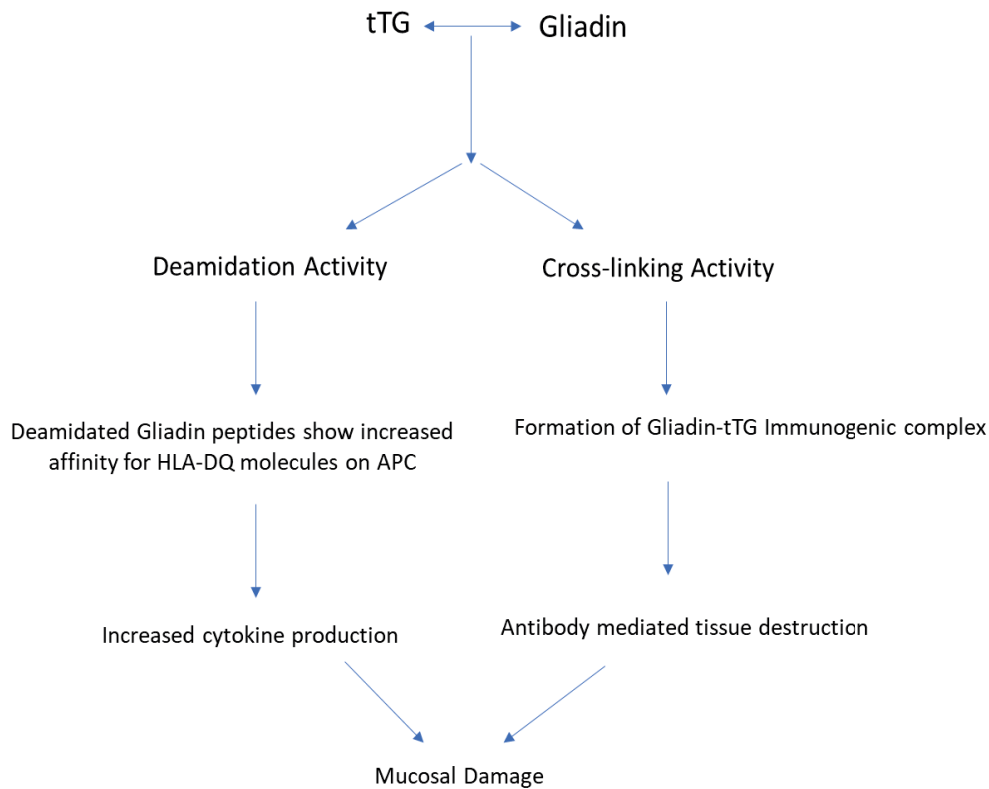 tTG
Gliadin
Deamidation Activity
Cross-linking Activity
Deamidated Gliadin peptides show increased
affinity for HLA-DQ molecules on APC
Formation of Gliadin-tTG Immunogenic complex
Increased cytokine production
Antibody mediated tissue destruction
Mucosal Damage